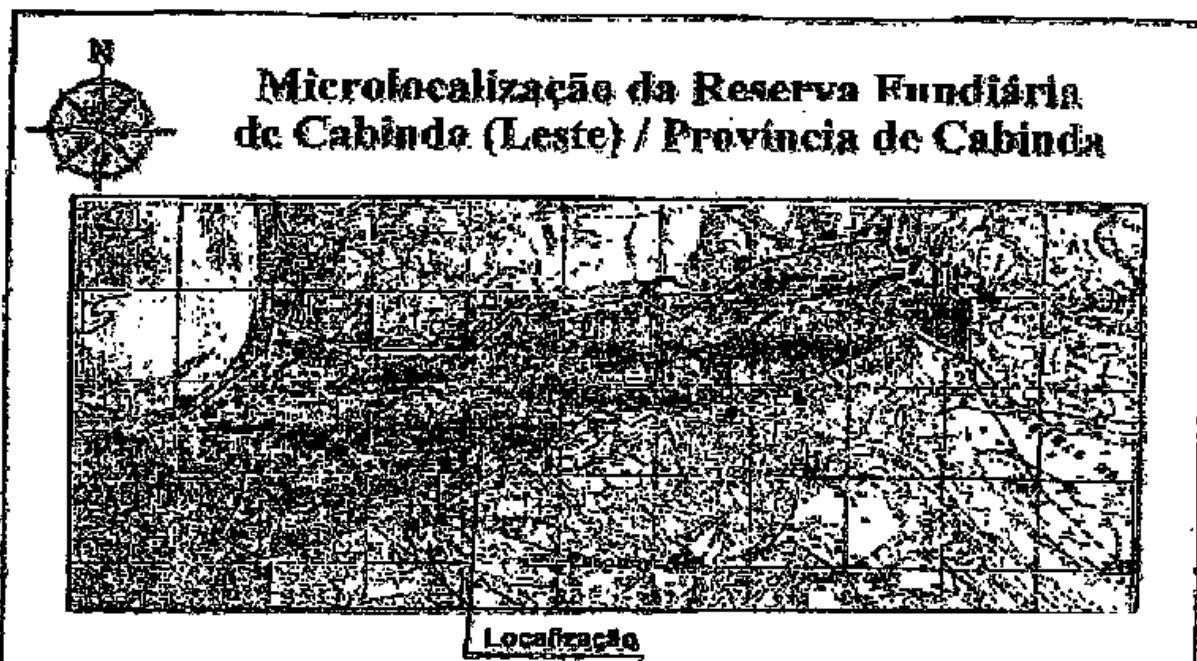 N
Microlocalização da Reserva Fundiária
de Cabinda (Leste) / Província de Cabinda
Localização